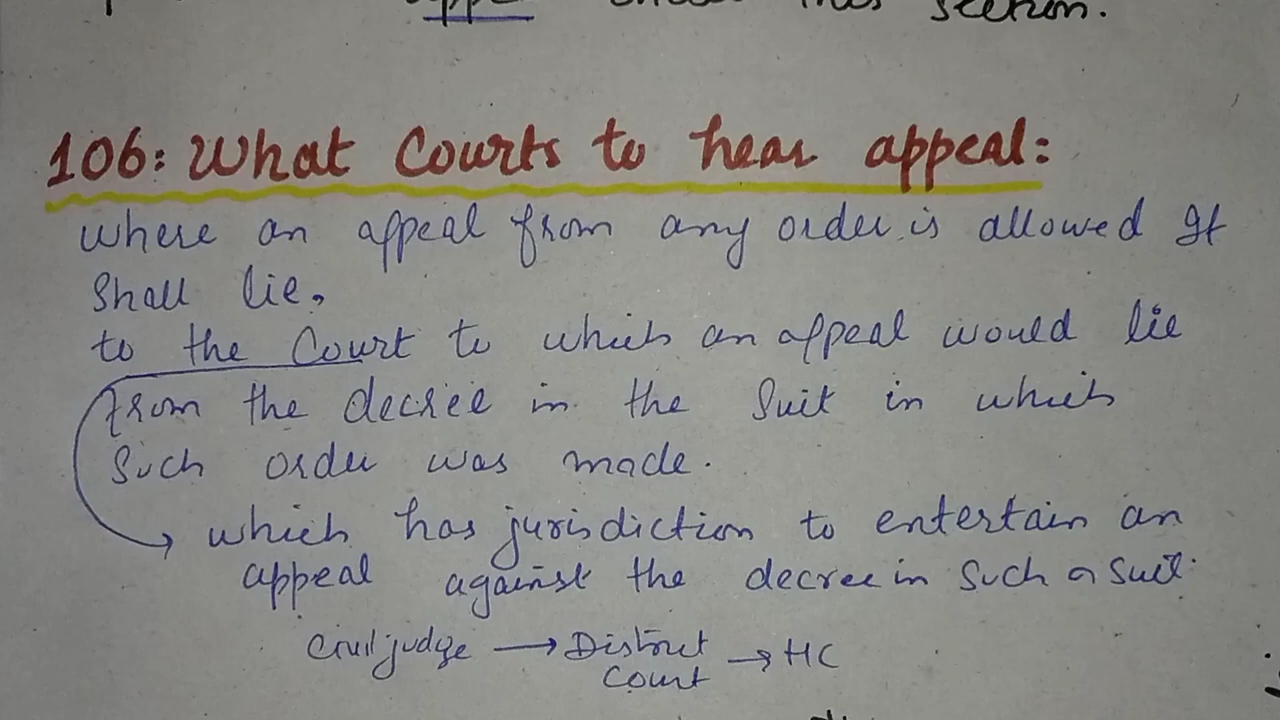 this section.
106: What Courts to hear appeal:
where an appeal from any order is allowed It
Shall lie,
to the Court to which an appeal would lie
from the decree in the Suit in which
Such order was made.
→ which has jurisdiction to entertain an
appeal against the decree in Such a Suit.
Civil judge → District → HC
Court